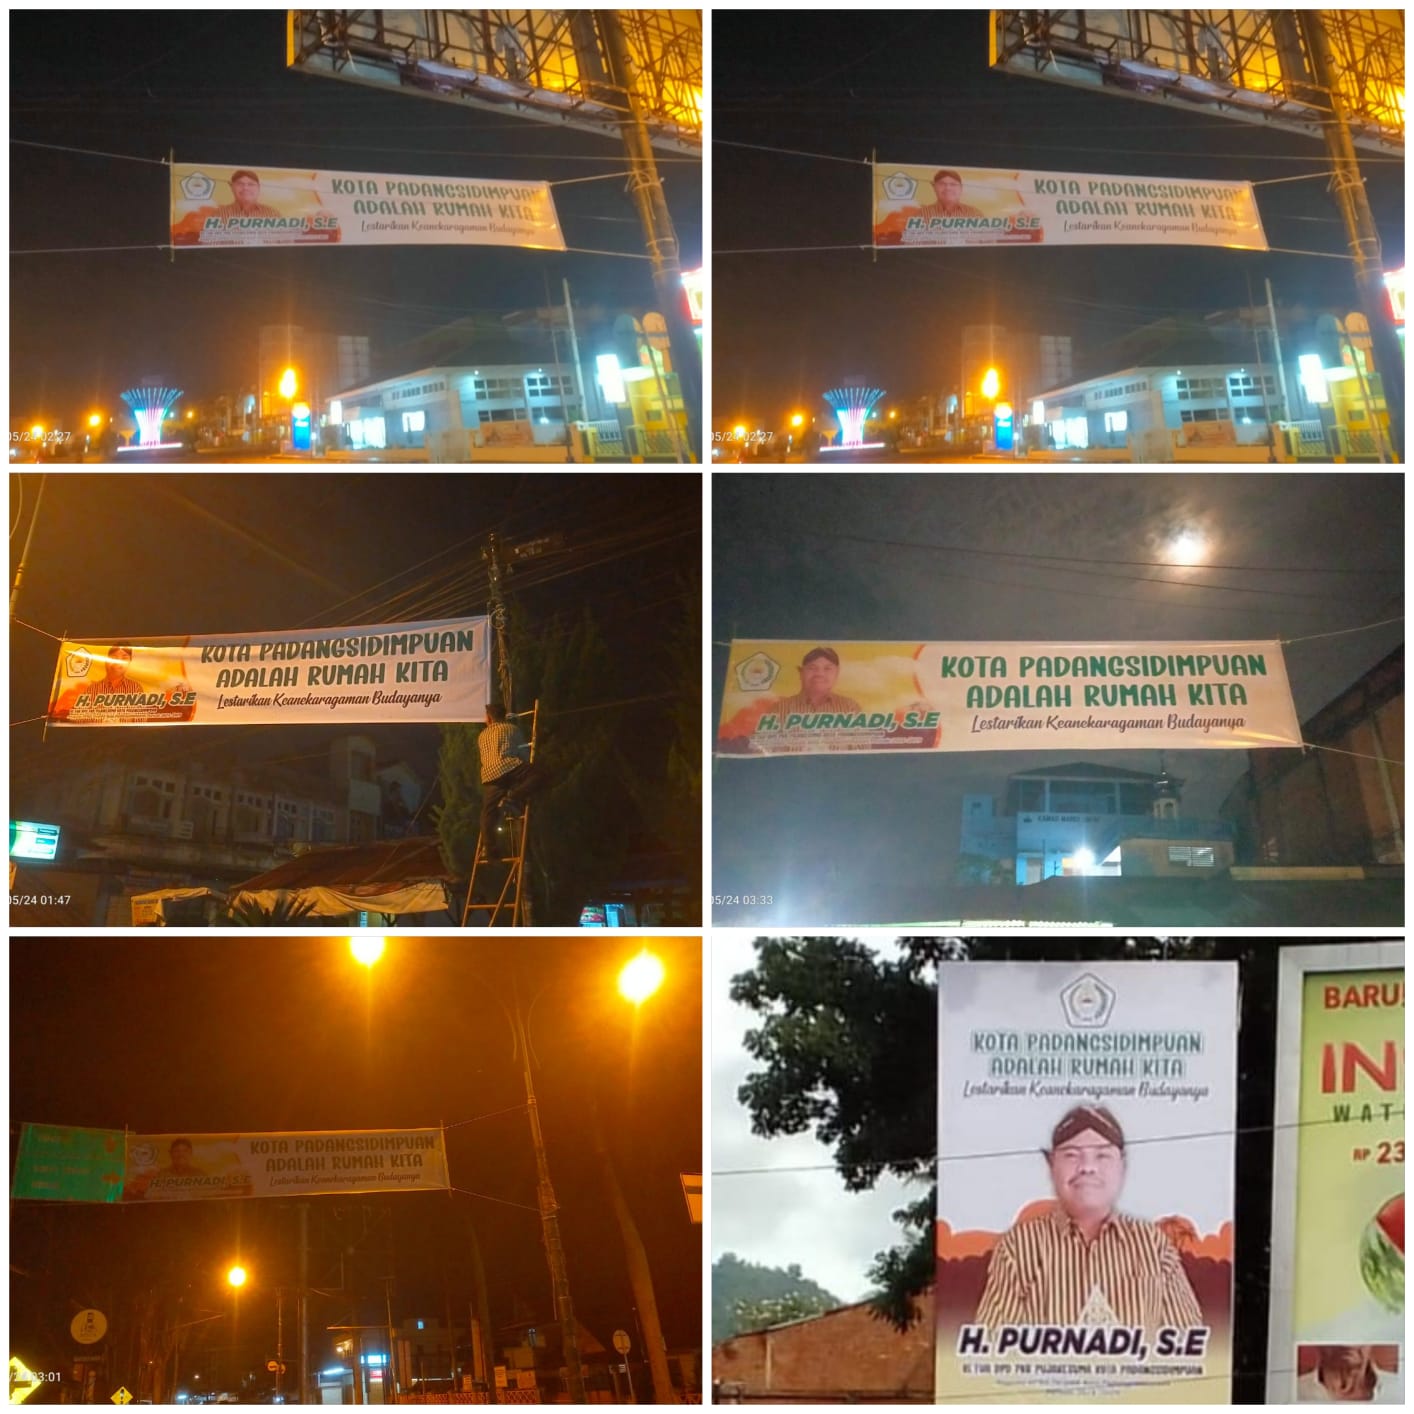 KOTA PADANGSIDIMPUAN
ADALAH RUMAH KITA
Lestarikan Keanekaragaman Budayanya
H. PURNADI, S.E
05/24 02:27
KOTA PADANGSIDIMPUAN
ADALAH RUMAH KITA
Lestarikan Keanekaragaman Budayanya
H. PURNADI, S.E
05/24 02:27
KOTA PADANGSIDIMPUAN
ADALAH RUMAH KITA
Lestarikan Keanekaragaman Budayanya
H. PURNADI, S.E
05/24 01:47
KOTA PADANGSIDIMPUAN
ADALAH RUMAH KITA
Lestarikan Keanekaragaman Budayanya
H. PURNADI, S.E
05/24 03:33
KOTA PADANGSIDIMPUAN
ADALAH RUMAH KITA
Lestarikan Keanekaragaman Budayanya
H. PURNADI, S.E
/24 03:01
KOTA PADANGSIDIMPUAN
ADALAH RUMAH KITA
Lestarikan Keanekaragaman Budayanya
H. PURNADI, S.E
KETUA DPD PKB PUJAKESUMA KOTA PADANGSIDIMPUAN
BARU!
IN
WAT
RP 23